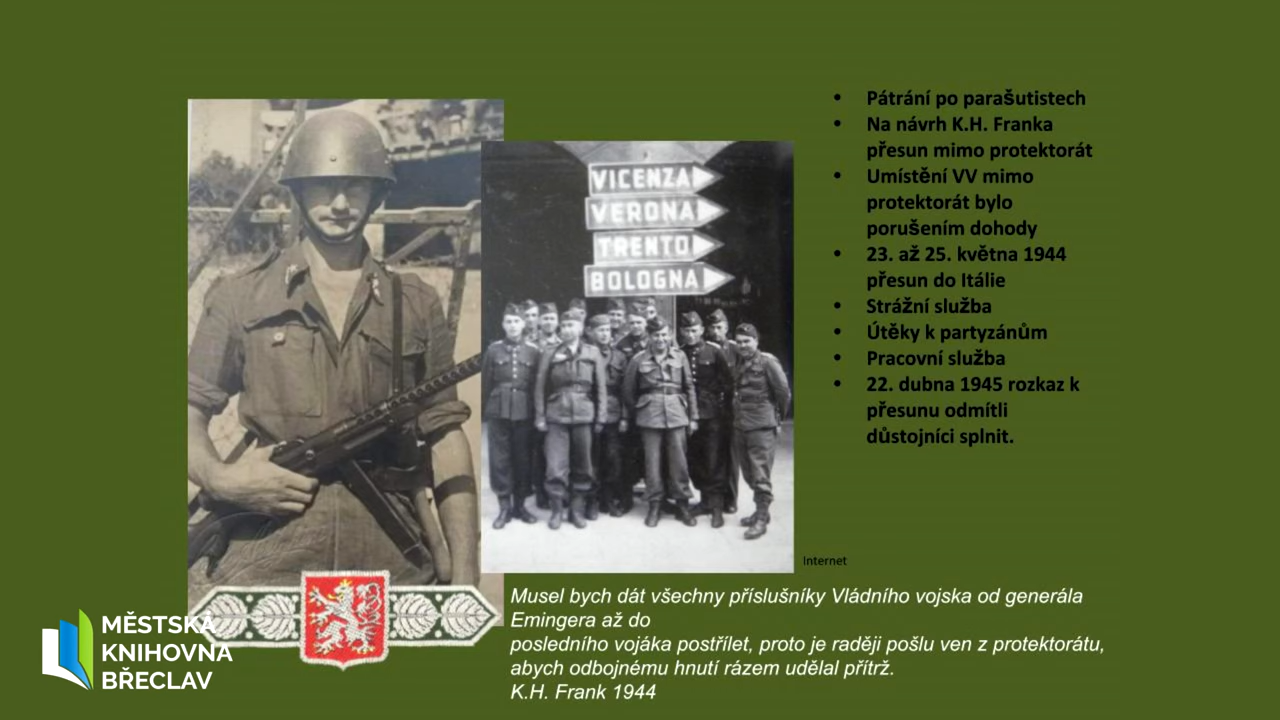 VICENZA
VERONA
TRENTO
BOLOGNA
• Pátrání po parašutistech
• Na návrh K.H. Franka
přesun mimo protektorát
• Umístění VV mimo
protektorát bylo
porušením dohody
• 23. až 25. května 1944
přesun do Itálie
• Strážní služba
• Útěky k partyzánům
• Pracovní služba
• 22. dubna 1945 rozkaz k
přesunu odmítli
důstojníci splnit.
Internet
Musel bych dát všechny příslušníky Vládního vojska od generála
Emingera až do
posledního vojáka postřílet, proto je raději pošlu ven z protektorátu,
abych odbojnému hnutí rázem udělal přítrž.
K.H. Frank 1944
MĚSTSKÁ
KNIHOVNA
BŘECLAV